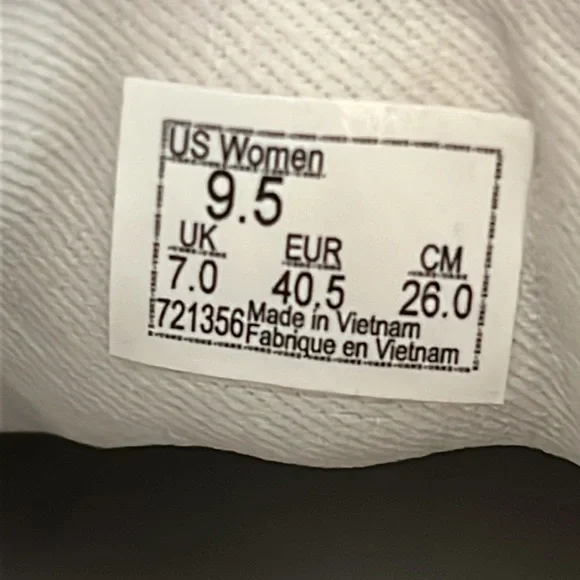 US Women
9.5
UK EUR CM
7.0 40.5 26.0
721356 Made in Vietnam
Fabrique en Vietnam